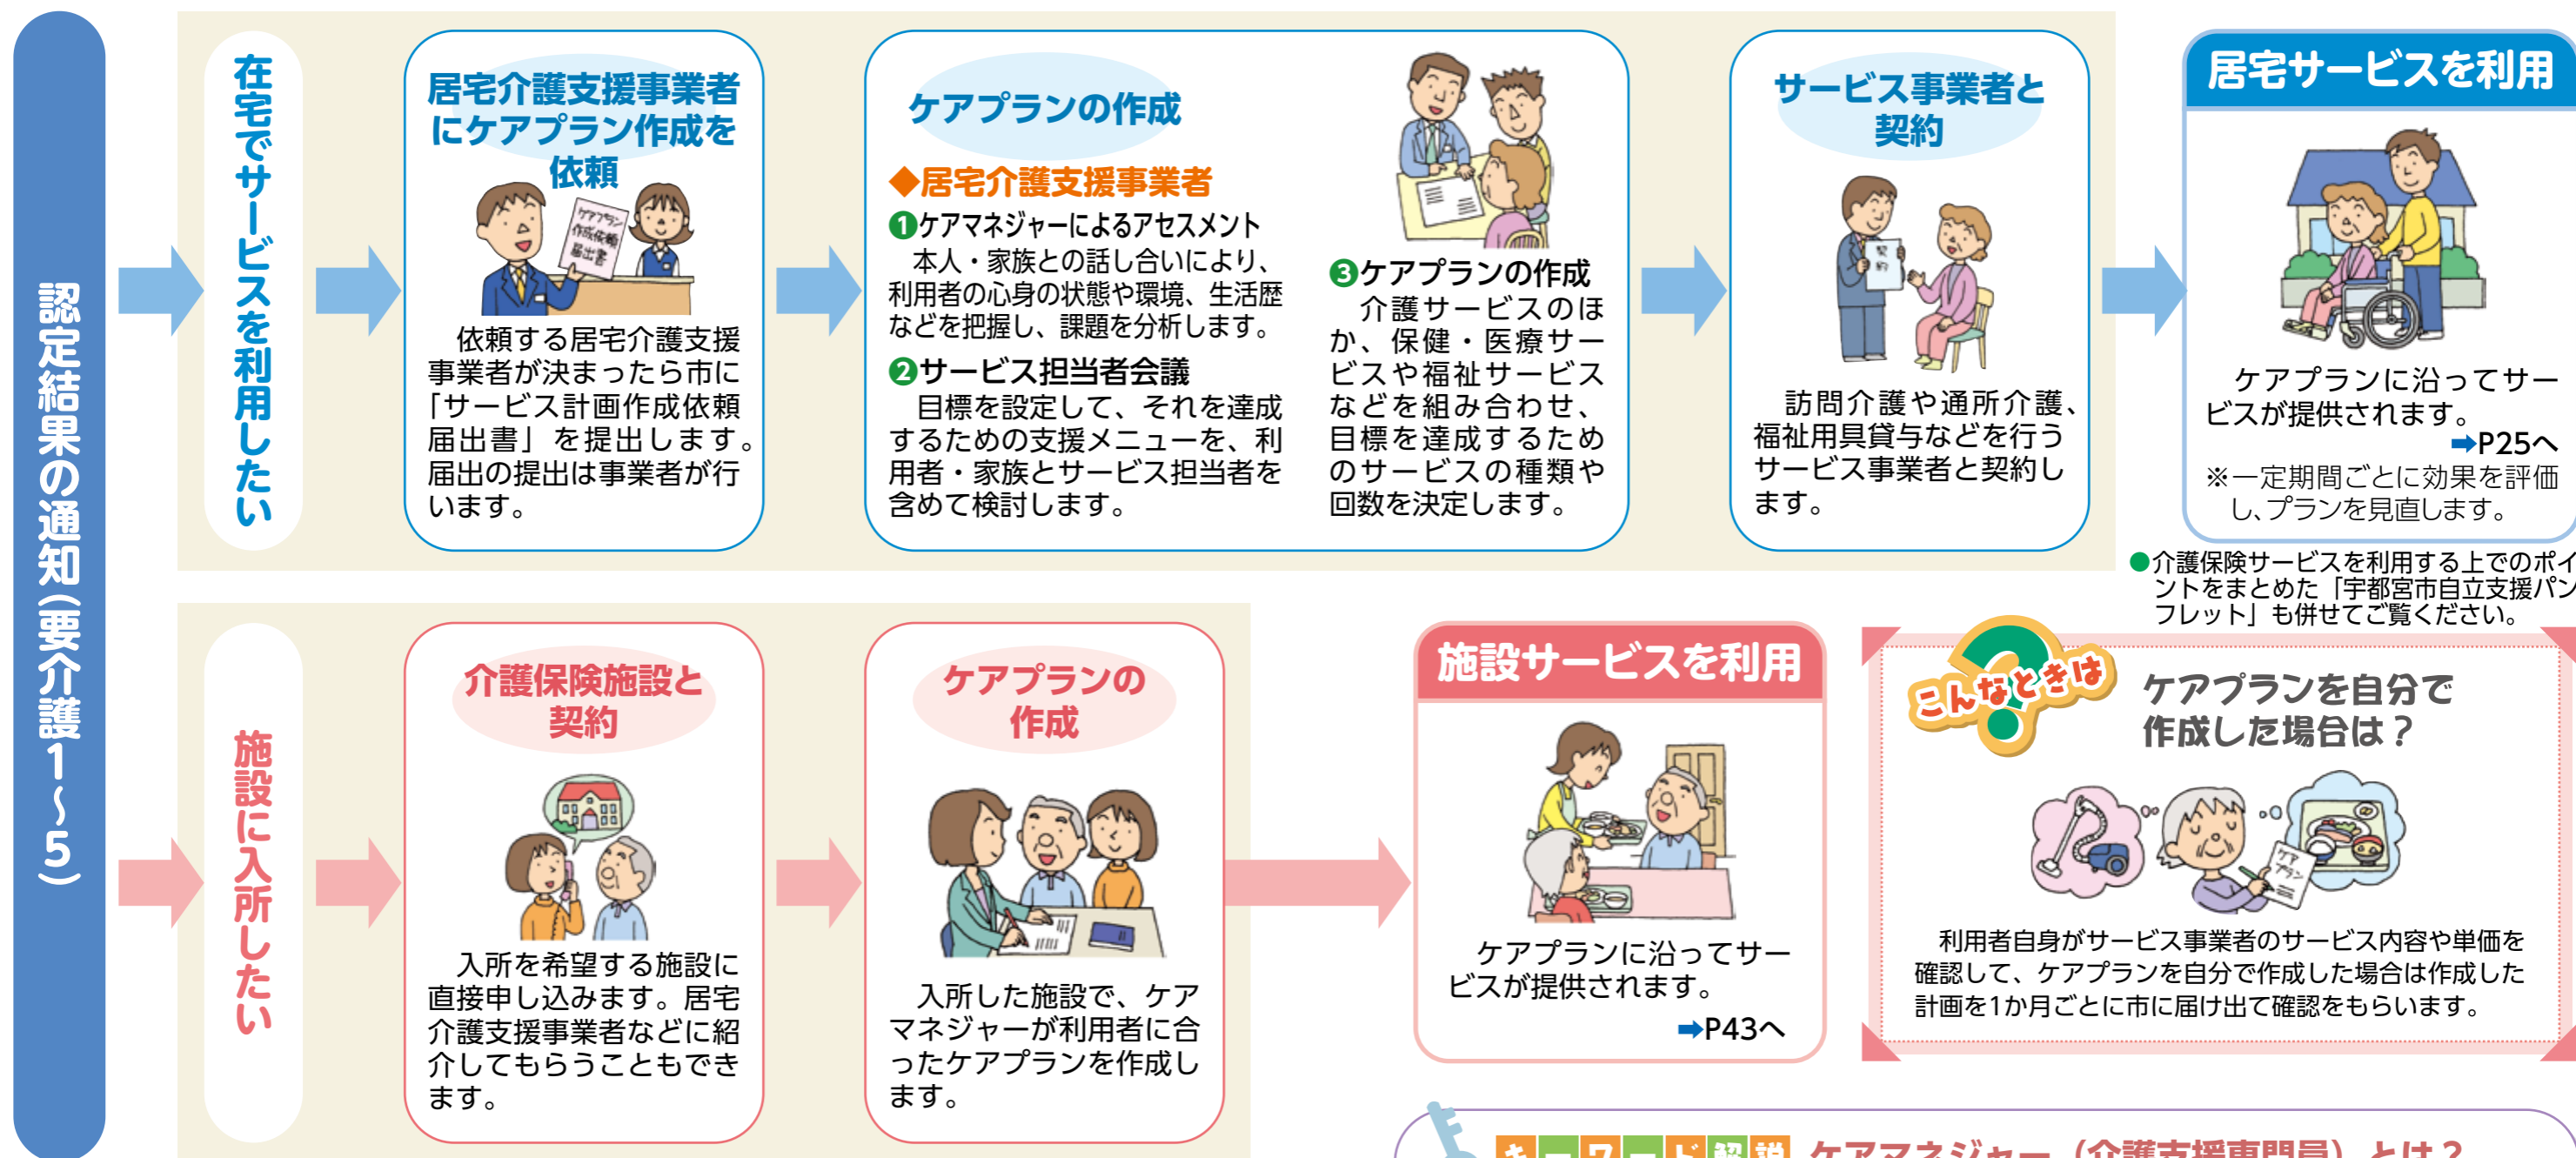 認定結果の通知（要介護1～5）
在宅でサービスを利用したい
居宅介護支援事業者
にケアプラン作成を
依頼
ケアプラン
作成依頼
届出書
依頼する居宅介護支援
事業者が決まったら市に
「サービス計画作成依頼
届出書」を提出します。
届出の提出は事業者が行
います。
ケアプランの作成
◆居宅介護支援事業者
❶ケアマネジャーによるアセスメント
本人・家族との話し合いにより、
利用者の心身の状態や環境、生活歴
などを把握し、課題を分析します。
❷サービス担当者会議
目標を設定して、それを達成
するための支援メニューを、利
用者・家族とサービス担当者を
含めて検討します。
❸ケアプランの作成
介護サービスのほ
か、保健・医療サー
ビスや福祉サービス
などを組み合わせ、
目標を達成するため
のサービスの種類や
回数を決定します。
サービス事業者と
契約
契約
訪問介護や通所介護、
福祉用具貸与などを行う
サービス事業者と契約し
ます。
居宅サービスを利用
ケアプランに沿ってサー
ビスが提供されます。
➡P25へ
※一定期間ごとに効果を評価
し、プランを見直します。
●介護保険サービスを利用する上でのポイ
ントをまとめた「宇都宮市自立支援パン
フレット」も併せてご覧ください。
施設に入所したい
介護保険施設と
契約
入所を希望する施設に
直接申し込みます。居宅
介護支援事業者などに紹
介してもらうこともでき
ます。
ケアプランの
作成
入所した施設で、ケア
マネジャーが利用者に合
ったケアプランを作成し
ます。
施設サービスを利用
ケアプランに沿ってサー
ビスが提供されます。
➡P43へ
?
こんなときは
ケアプランを自分で
作成した場合は？
ケア
プラン
利用者自身がサービス事業者のサービス内容や単価を
確認して、ケアプランを自分で作成した場合は作成した
計画を1か月ごとに市に届け出て確認をもらいます。
キーワード解説 ケアマネジャー（介護支援専門員）とは？